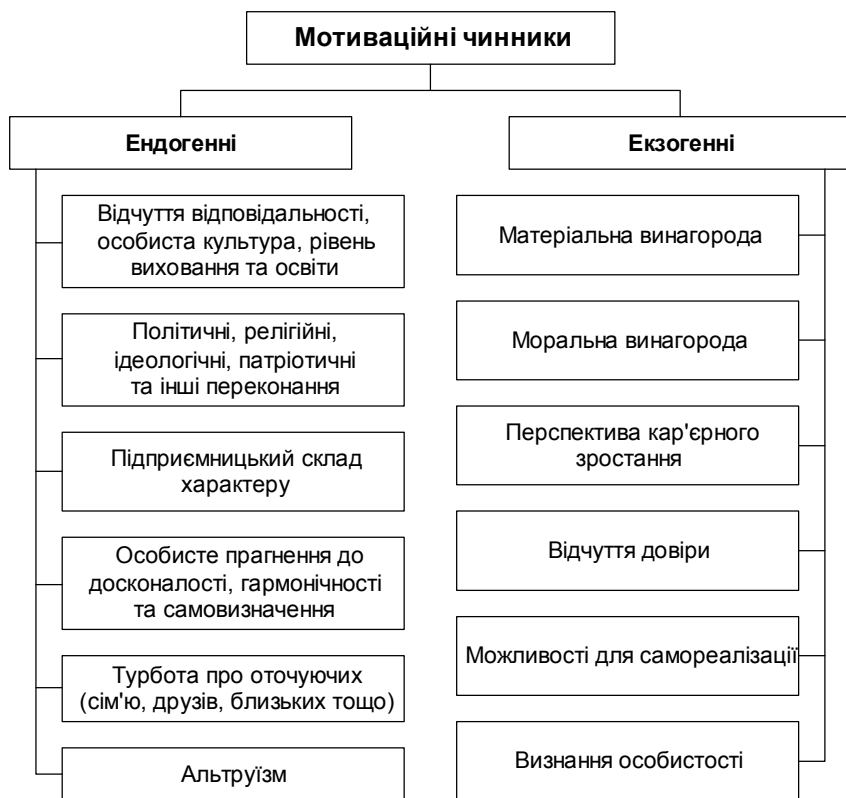 Мотиваційні чинники
Ендогенні
Відчуття відповідальності,
особиста культура, рівень
виховання та освіти
Політичні, релігійні,
ідеологічні, патріотичні
та інші переконання
Підприємницький склад
характеру
Особисте прагнення до
досконалості, гармонічності
та самовизначення
Турбота про оточуючих
(сім'ю, друзів, близьких тощо)
Альтруїзм
Екзогенні
Матеріальна винагорода
Моральна винагорода
Перспектива кар'єрного
зростання
Відчуття довіри
Можливості для самореалізації
Визнання особистості